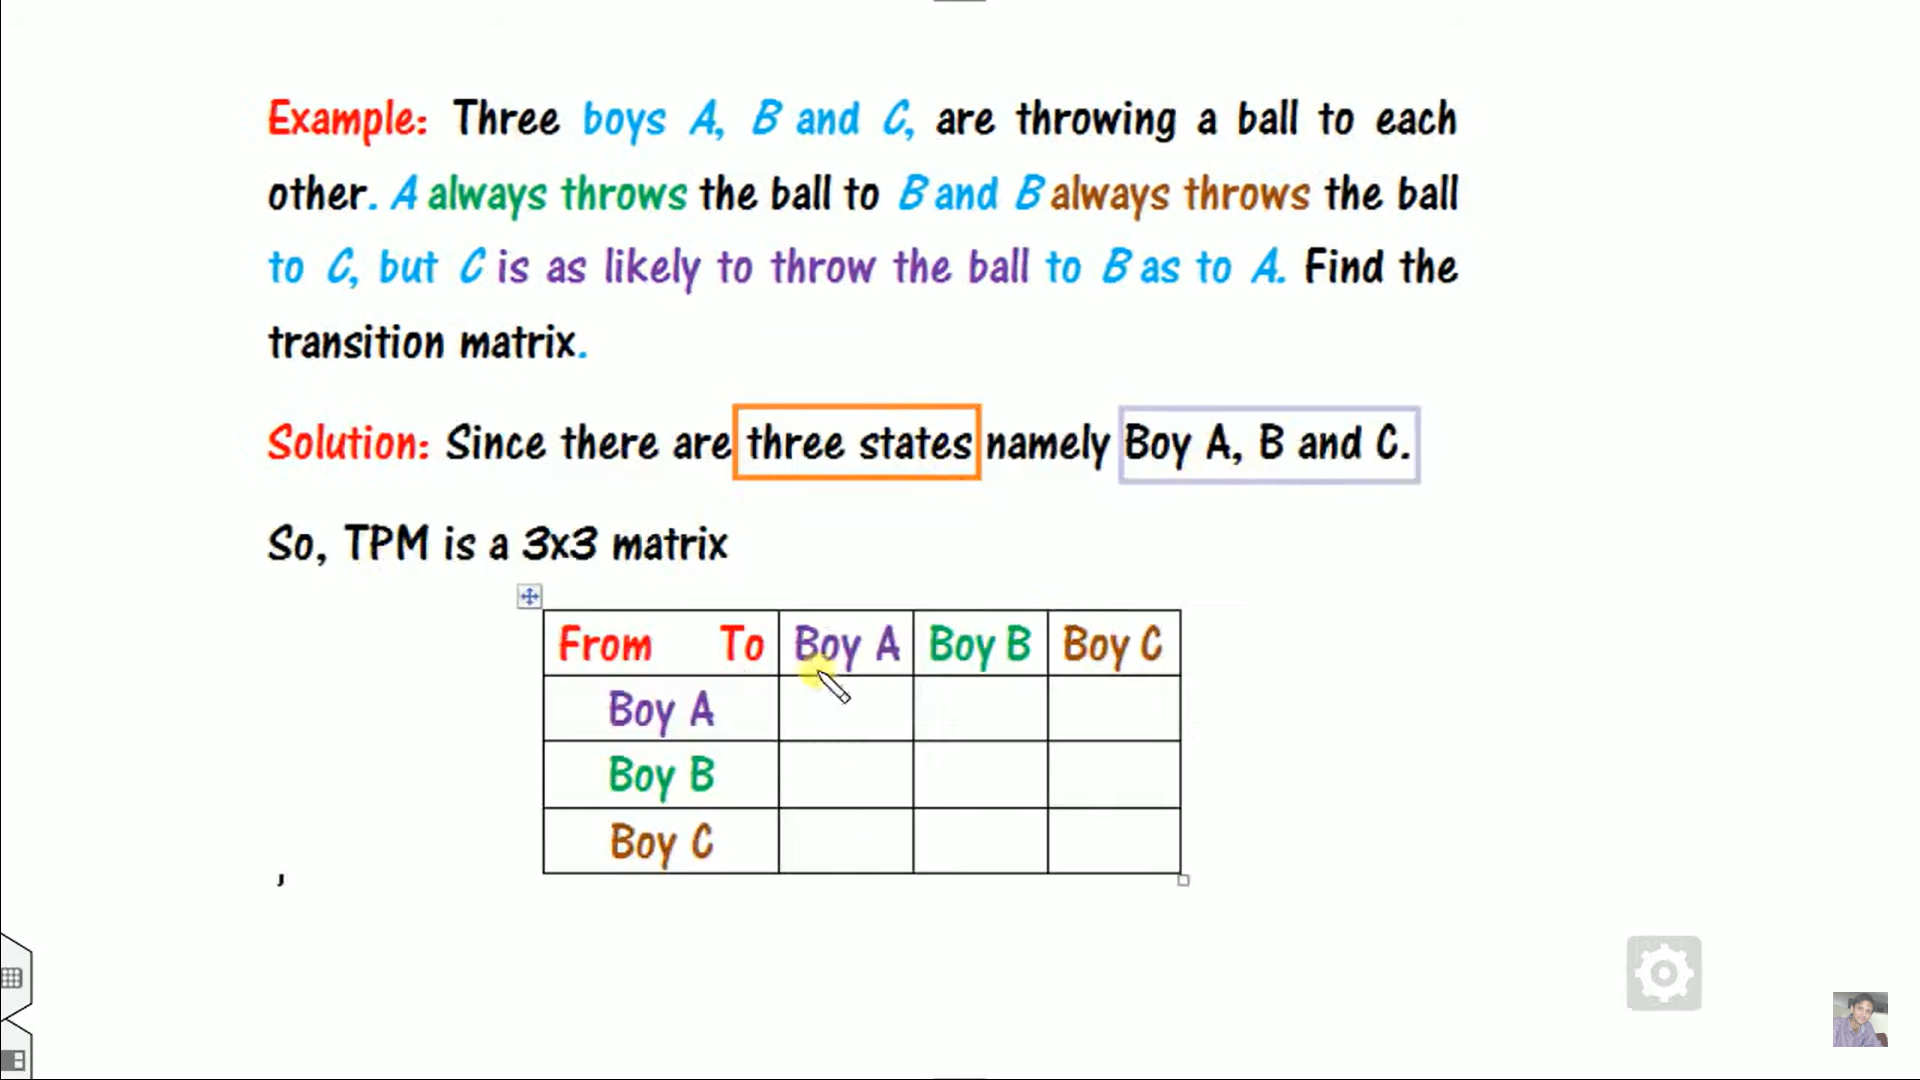 Example: Three boys A, B and C, are throwing a ball to each
other. A always throws the ball to B and B always throws the ball
to C, but C is as likely to throw the ball to B as to A. Find the
transition matrix.
Solution: Since there are three states namely Boy A, B and C.
So, TPM is a 3x3 matrix
From To Boy A Boy B Boy C
Boy A
Boy B
Boy C
,